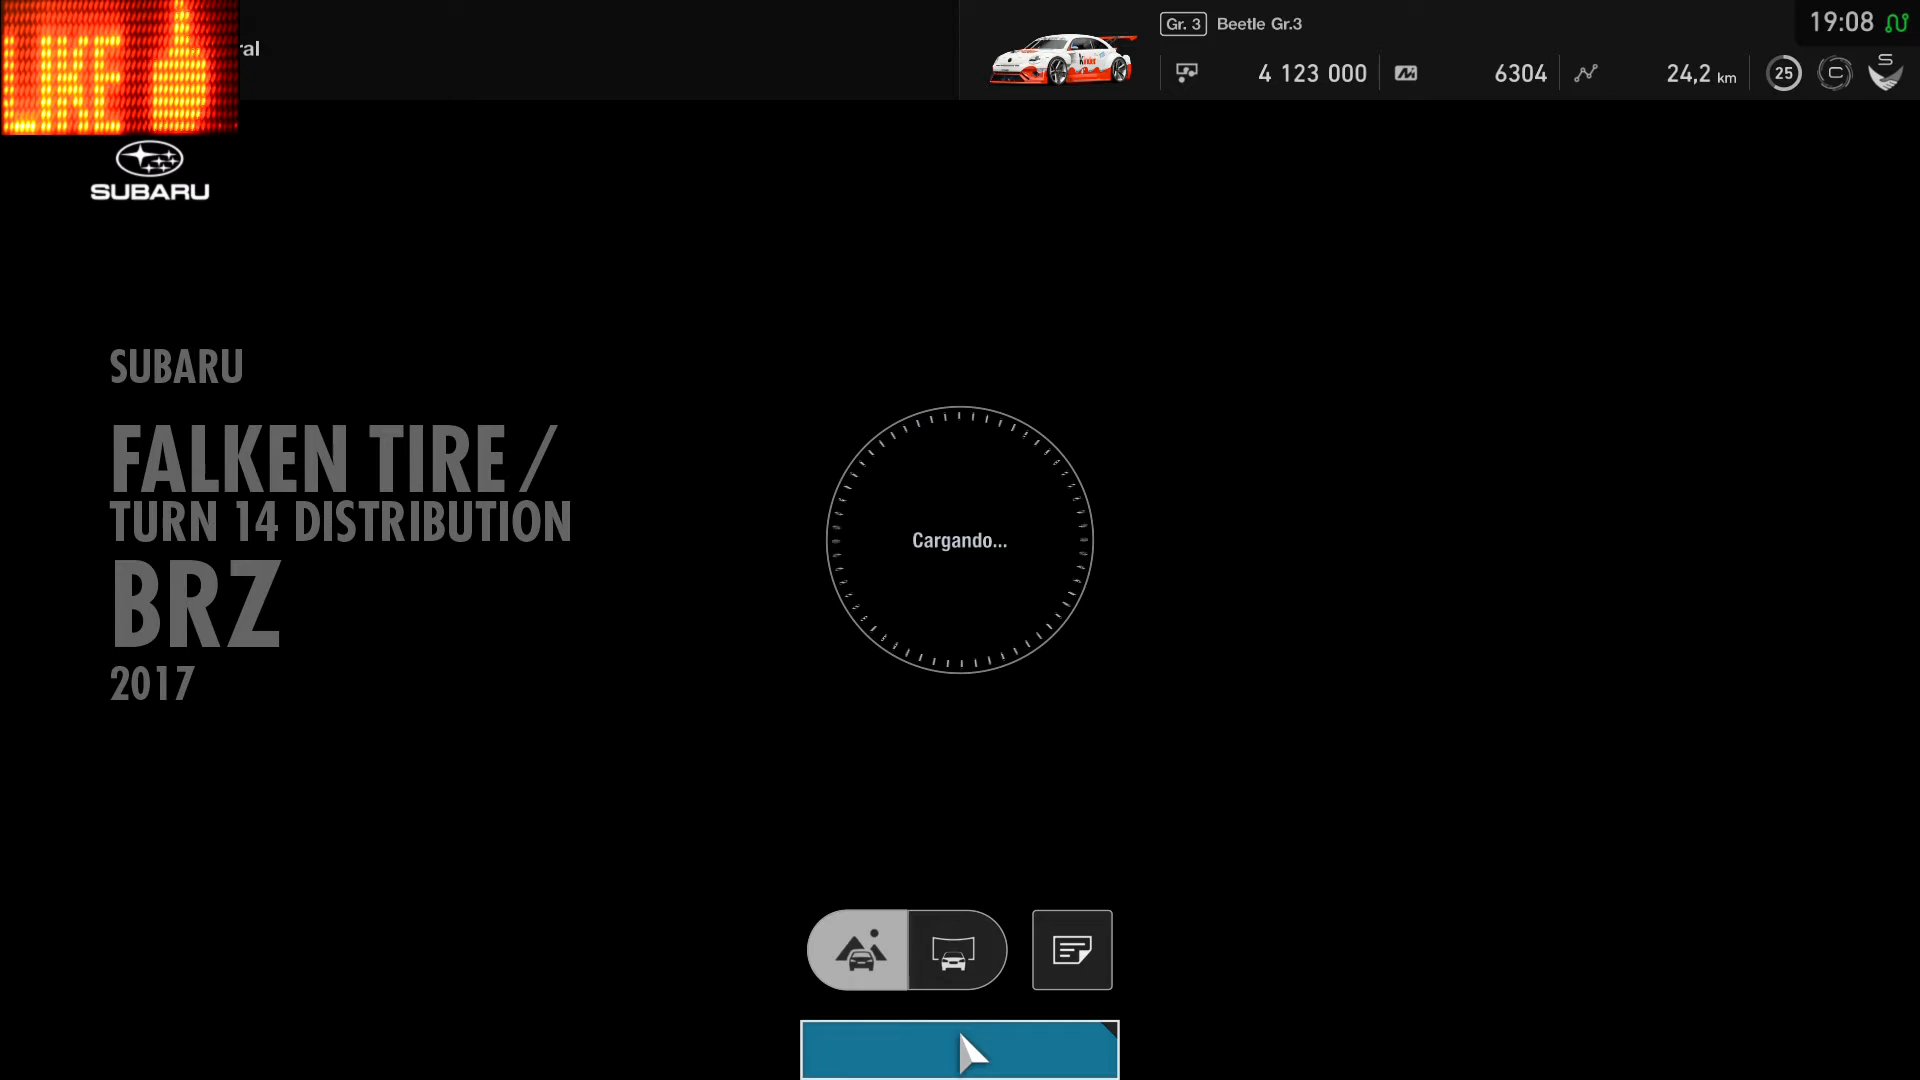 LIKE
ral
Gr. 3 Beetle Gr.3
19:08
4 123 000
6304
24,2 km
25
C
S
SUBARU
SUBARU
FALKEN TIRE /
TURN 14 DISTRIBUTION
BRZ
2017
Cargando...